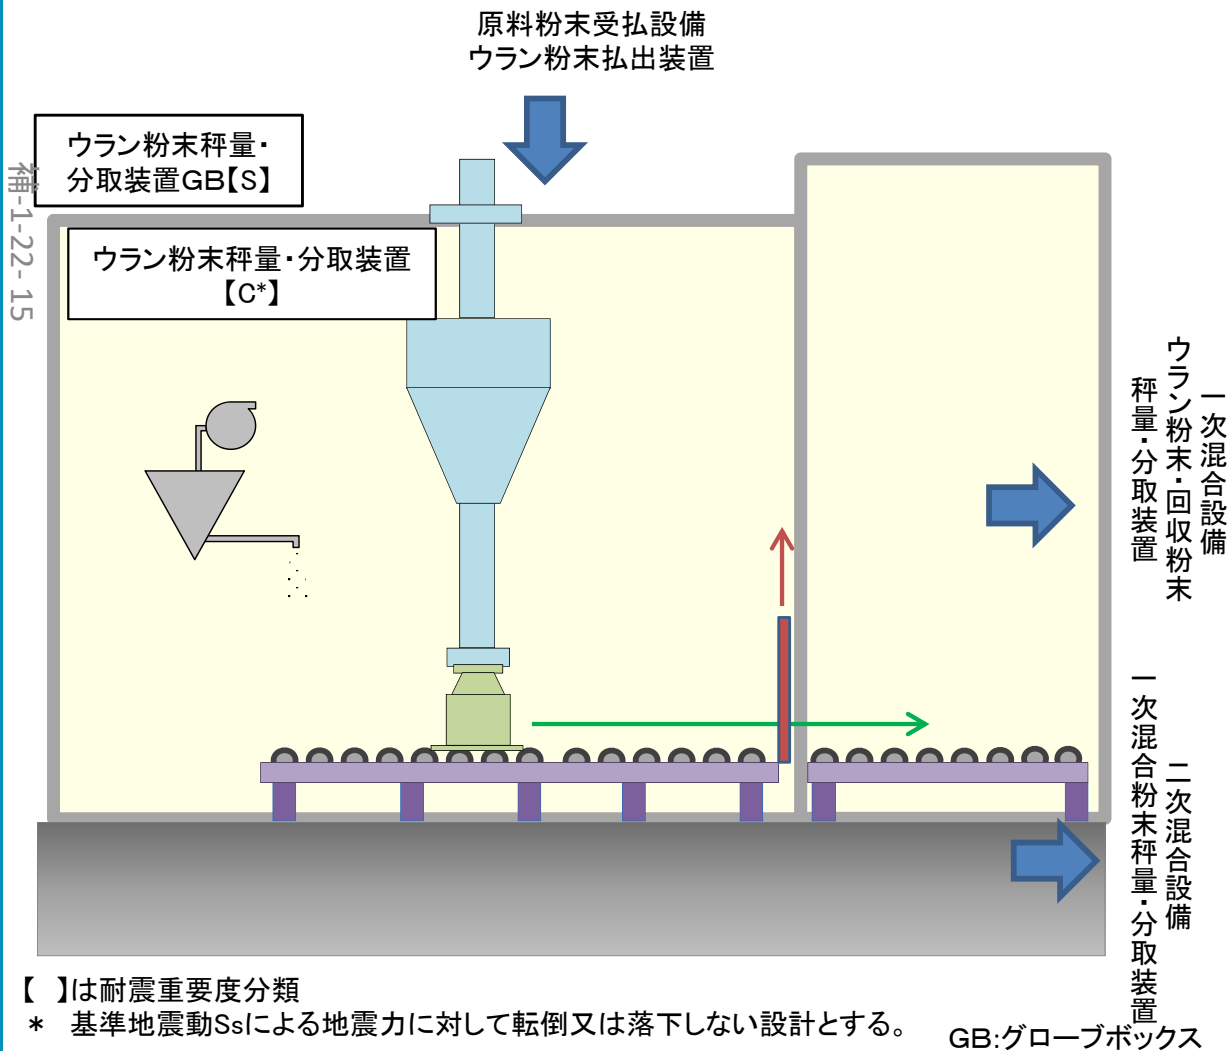 原料粉末受払設備
ウラン粉末払出装置
ウラン粉末秤量・
分取装置GB【S】
補-1-22- 15
ウラン粉末秤量・分取装置
【C*】
一次混合設備
ウラン粉末・回収粉末
秤量・分取装置
二次混合設備
一次混合粉末秤量・分取装置
【　】は耐震重要度分類
*　基準地震動Ssによる地震力に対して転倒又は落下しない設計とする。
GB:グローブボックス